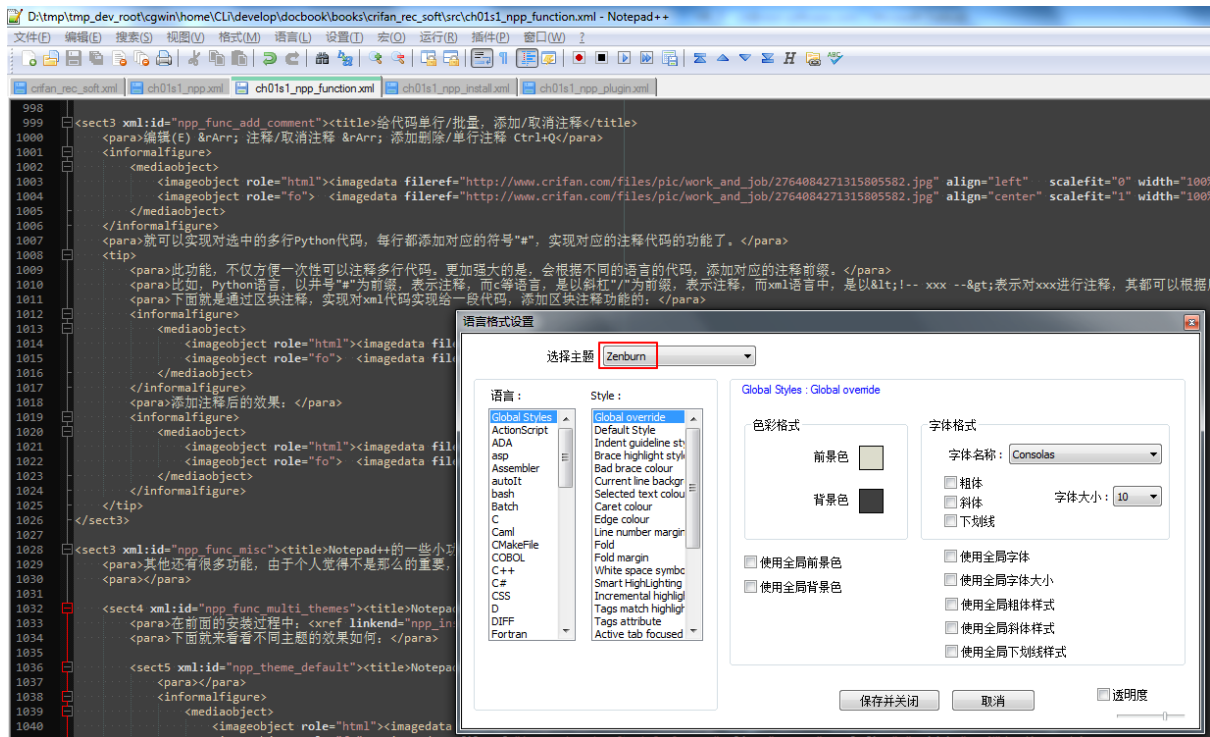 D:\tmp\tmp_dev_root\cgwin\home\CLi\develop\docbook\books\crifan_rec_soft\src\ch01s1_npp_function.xml - Notepad++
文件(F) 编辑(E) 搜索(S) 视图(V) 格式(M) 语言(L) 设置(T) 宏(O) 运行(R) 插件(P) 窗口(W) ?
crifan_rec_soft.xml ch01s1_npp.xml ch01s1_npp_function.xml ch01s1_npp_install.xml ch01s1_npp_plugin.xml
998
999 <sect3 xml:id="npp_func_add_comment"><title>给代码单行/批量，添加/取消注释</title>
1000 <para>编辑(E) &rArr; 注释/取消注释 &rArr; 添加删除/单行注释 Ctrl+Q</para>
1001 <informalfigure>
1002 <mediaobject>
1003 <imageobject role="html"><imagedata fileref="http://www.crifan.com/files/pic/work_and_job/2764084271315805582.jpg" align="left" scalefit="0" width="100%
1004 <imageobject role="fo"> <imagedata fileref="http://www.crifan.com/files/pic/work_and_job/2764084271315805582.jpg" align="center" scalefit="1" width="100%
1005 </mediaobject>
1006 </informalfigure>
1007 <para>就可以实现对选中的多行Python代码，每行都添加对应的符号"#"，实现对应的注释代码的功能了。</para>
1008 <tip>
1009 <para>此功能，不仅方便一次性可以注释多行代码。更加强大的是，会根据不同的语言的代码，添加对应的注释前缀。</para>
1010 <para>比如，Python语言，以井号"#"为前缀，表示注释，而c等语言，是以斜杠"/"为前缀，表示注释，而xml语言中，是以&lt;!-- xxx --&gt;表示对xxx进行注释，其都可以根据
1011 <para>下面就是通过区块注释，实现对xml代码实现给一段代码，添加区块注释功能的：</para>
1012 <informalfigure>
1013 <mediaobject>
1014 <imageobject role="html"><imagedata fil
1015 <imageobject role="fo"> <imagedata fil
1016 </mediaobject>
1017 </informalfigure>
1018 <para>添加注释后的效果：</para>
1019 <informalfigure>
1020 <mediaobject>
1021 <imageobject role="html"><imagedata fil
1022 <imageobject role="fo"> <imagedata fil
1023 </mediaobject>
1024 </informalfigure>
1025 </tip>
1026 </sect3>
1027
1028 <sect3 xml:id="npp_func_misc"><title>Notepad++的一些小功
1029 <para>其他还有很多功能，由于个人觉得不是那么的重要，
1030 <para></para>
1031
1032 <sect4 xml:id="npp_func_multi_themes"><title>Notepa
1033 <para>在前面的安装过程中：<xref linkend="npp_in
1034 <para>下面就来看看不同主题的效果如何：</para>
1035
1036 <sect5 xml:id="npp_theme_default"><title>Notepa
1037 <para></para>
1038 <informalfigure>
1039 <mediaobject>
1040 <imageobject role="html"><imagedata
语言格式设置
选择主题 Zenburn
语言： Style：
Global Styles
ActionScript
ADA
asp
Assembler
autoIt
bash
Batch
C
Caml
CMakeFile
COBOL
C++
C#
CSS
D
DIFF
Fortran
Global override
Default Style
Indent guideline sty
Brace highlight style
Bad brace colour
Current line backgr
Selected text colou
Caret colour
Edge colour
Line number margin
Fold
Fold margin
White space symbo
Smart HighLighting
Incremental highligl
Tags match highligh
Tags attribute
Active tab focused
Global Styles : Global override
色彩格式
前景色
背景色
使用全局前景色
使用全局背景色
字体格式
字体名称： Consolas
粗体
斜体
下划线
字体大小： 10
使用全局字体
使用全局字体大小
使用全局粗体样式
使用全局斜体样式
使用全局下划线样式
保存并关闭 取消 透明度